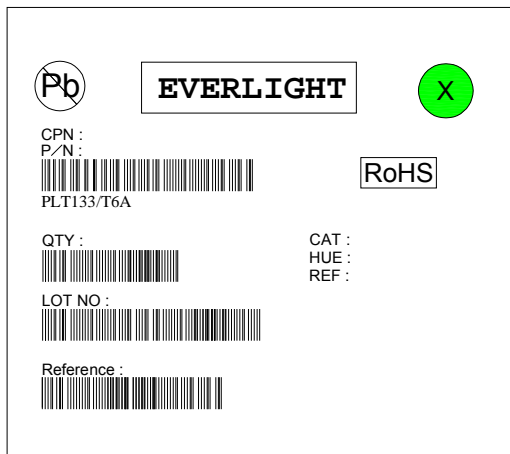 Pb
EVERLIGHT
X
CPN :
P/N :
RoHS
PLT133/T6A
QTY :
CAT :
HUE :
REF :
LOT NO :
Reference :